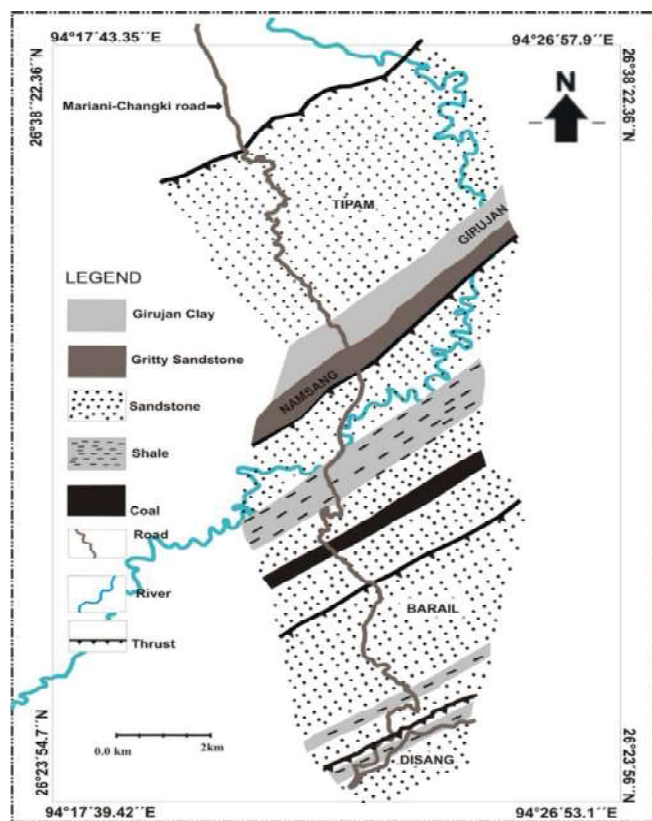 94°17´43.35´´E
94°26´57.9´´E
26°38´22.36´´N
26°38´22.36´´N
N
Mariani-Changki road
TIPAM
GIRUJAN
LEGEND
Girujan Clay
Gritty Sandstone
NAMSANG
Sandstone
Shale
Coal
Road
BARAIL
River
Thrust
0.0 km
2km
DISANG
26°23´54.7´´N
26°23´56´´N
94°17´39.42´´E
94°26´53.1´´E